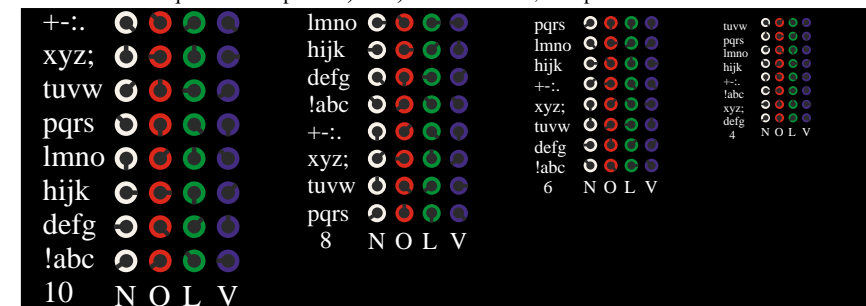 +-:.
xyz;
tuvw
pqrs
lmno
hijk
defg
!abc
10 N O L V
lmno
hijk
defg
!abc
+-:.
xyz;
tuvw
pqrs
8 N O L V
pqrs
lmno
hijk
+-:.
xyz;
tuvw
defg
!abc
6 N O L V
tuvw
pqrs
lmno
hijk
+-:.
!abc
xyz;
defg
4 N O L V